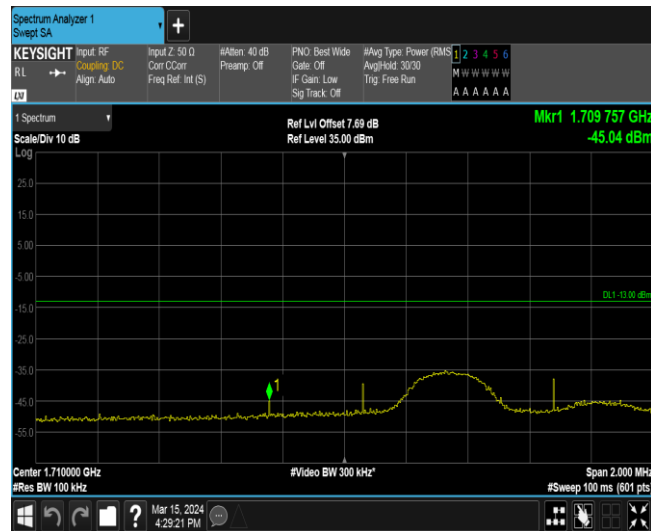 Spectrum Analyzer 1
Swept SA
+
KEYSIGHT
RL
LXI
Input: RF
Coupling: DC
Align: Auto
Input Z: 50 Ω
Corr CCorr
Freq Ref: Int (S)
#Atten: 40 dB
Preamp: Off
PNO: Best Wide
Gate: Off
IF Gain: Low
Sig Track: Off
#Avg Type: Power (RMS
Avg|Hold: 30/30
Trig: Free Run
1 2 3 4 5 6
M W W W W W
A A A A A A
1 Spectrum
Scale/Div 10 dB
Ref Lvl Offset 7.69 dB
Ref Level 35.00 dBm
Mkr1 1.709 757 GHz
-45.04 dBm
Log
25.0
15.0
5.00
-5.00
-15.0
-25.0
-35.0
-45.0
-55.0
DL1 -13.00 dBm
1
Center 1.710000 GHz
#Res BW 100 kHz
#Video BW 300 kHz*
Span 2.000 MHz
#Sweep 100 ms (601 pts)
?
Mar 15, 2024
4:29:21 PM